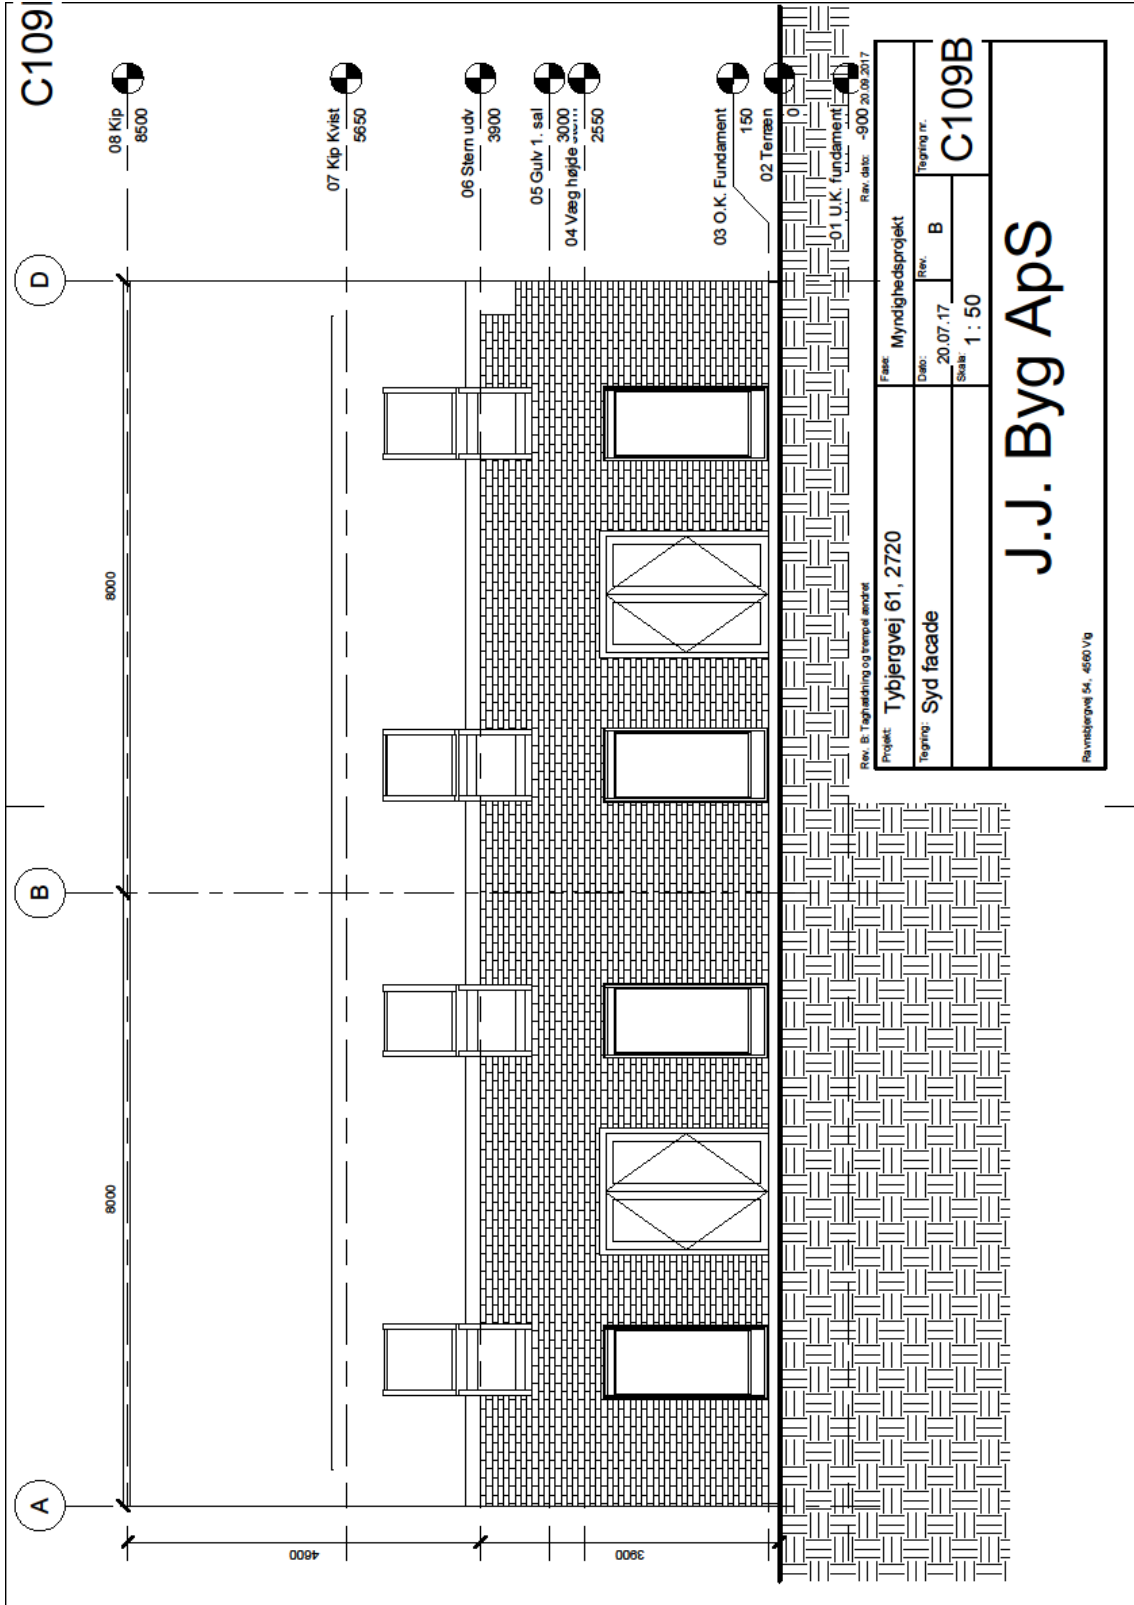 C109
D
B
A
8000
8000
08 Kip
8500
07 Kip Kvist
5650
06 Stern udv
3900
05 Gulv 1. sal
3000
04 Væg højde
2550
03 O.K. Fundament
150
02 Terræn
0
01 U.K. fundament
-900
4600
3900
Rev. B: Taghældning og trempel ændret
Rev. dato: 20.09.2017
Projekt: Tybjergvej 61, 2720
Fase: Myndighedsprojekt
Tegning: Syd facade
Dato: 20.07.17
Rev. B
Tegning nr. C109B
Skala: 1 : 50
J.J. Byg ApS
Ravnsbjergvej 54, 4560 Vig